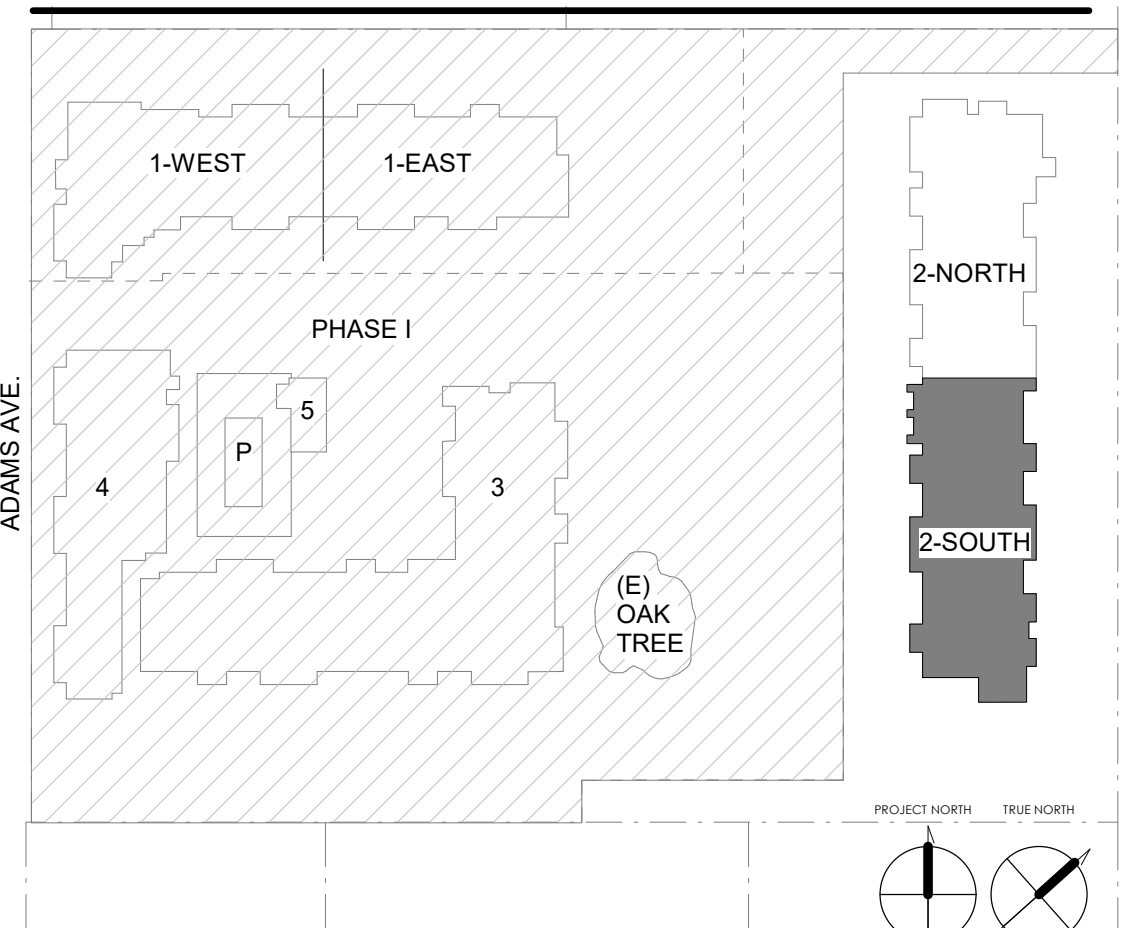 1-WEST
1-EAST
2-NORTH
PHASE I
ADAMS AVE.
5
P
4
3
2-SOUTH
(E)
OAK
TREE
PROJECT NORTH
TRUE NORTH